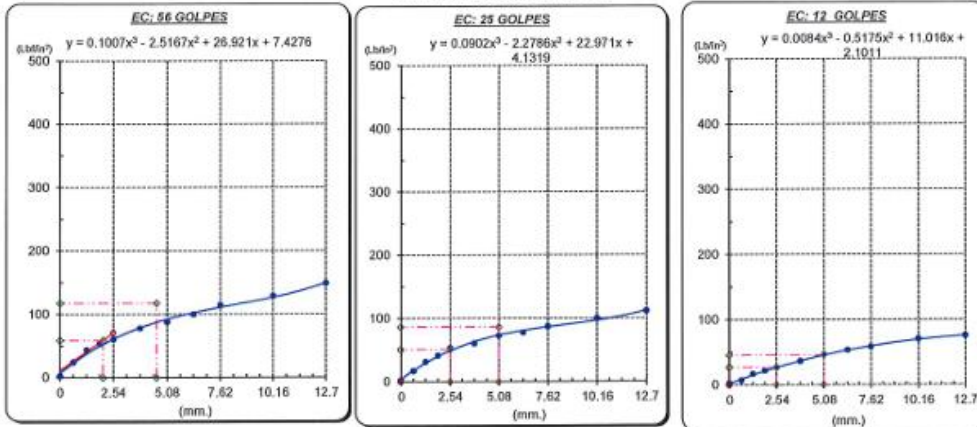 EC: 56 GOLPES
(Lb/in²)
y = 0.1007x³ - 2.5167x² + 26.921x + 7.4276
500
400
300
200
100
0
0 2.54 5.08 7.62 10.16 12.7
(mm.)
EC: 25 GOLPES
(Lb/in²)
y = 0.0902x³ - 2.2786x² + 22.971x +
4.1319
500
400
300
200
100
0
0 2.54 5.08 7.62 10.16 12.7
(mm.)
EC: 12 GOLPES
(Lb/in²)
y = 0.0084x³ - 0.5175x² + 11.016x +
2.1011
500
400
300
200
100
0
0 2.54 5.08 7.62 10.16 12.7
(mm.)